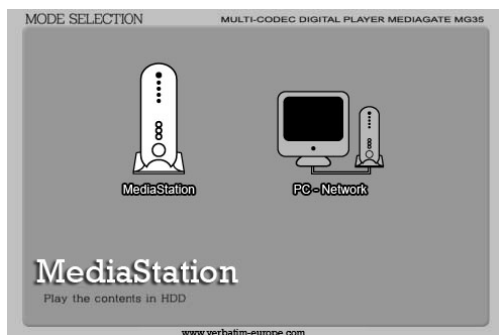 MODE SELECTION
MULTI-CODEC DIGITAL PLAYER MEDIAGATE MG35
MediaStation
PC - Network
MediaStation
Play the contents in HDD
www.verbatim-europe.com